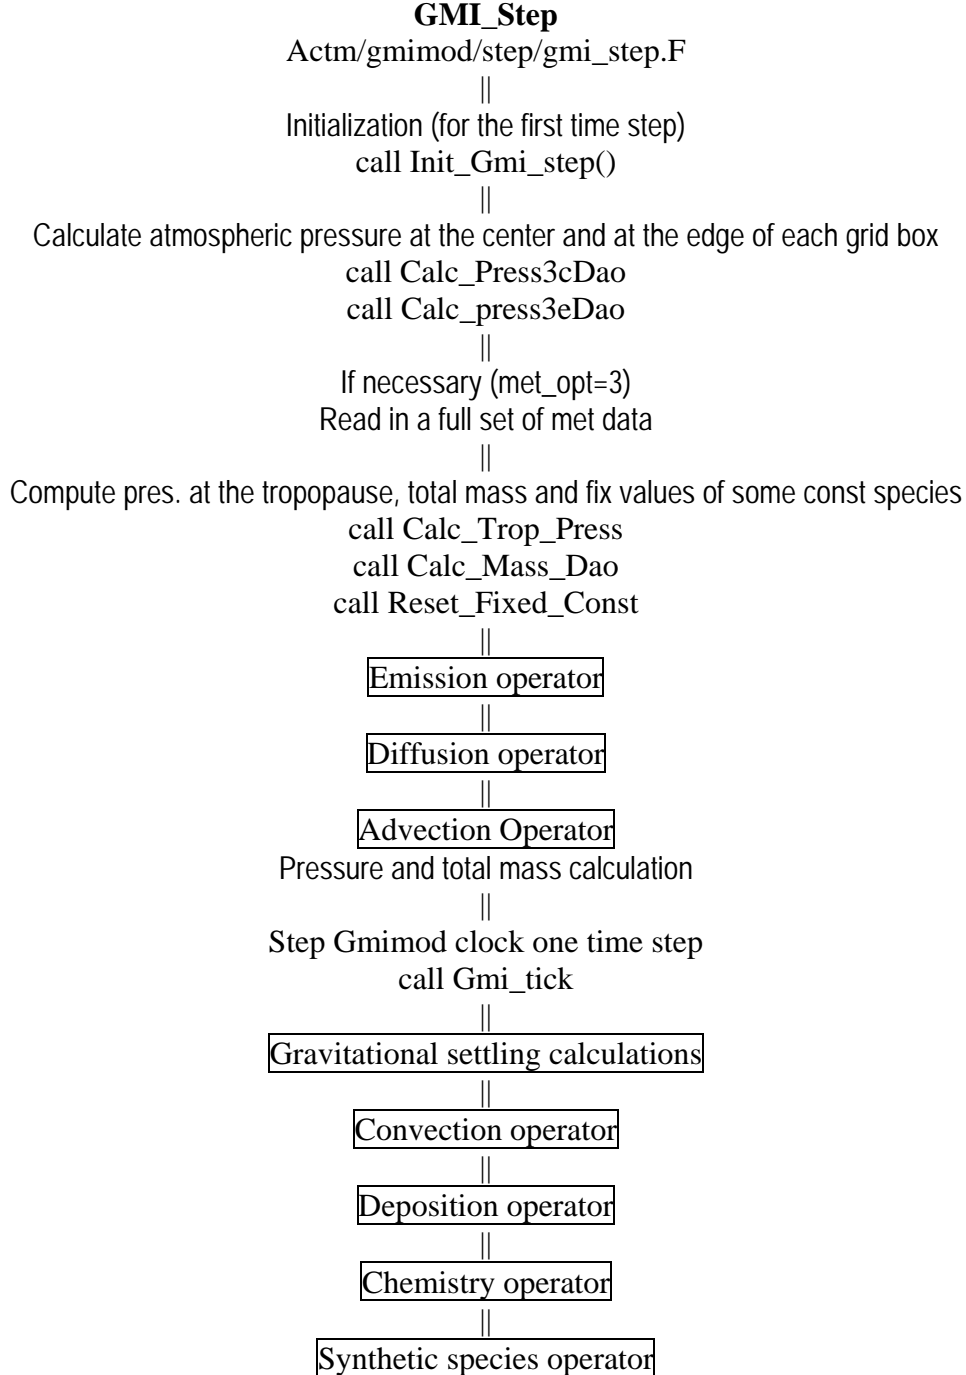 GMI_Step
Actm/gmimod/step/gmi_step.F
||
Initialization (for the first time step)
call Init_Gmi_step()
||
Calculate atmospheric pressure at the center and at the edge of each grid box
call Calc_Press3cDao
call Calc_press3eDao
||
If necessary (met_opt=3)
Read in a full set of met data
||
Compute pres. at the tropopause, total mass and fix values of some const species
call Calc_Trop_Press
call Calc_Mass_Dao
call Reset_Fixed_Const
||
Emission operator
||
Diffusion operator
||
Advection Operator
Pressure and total mass calculation
||
Step Gmimod clock one time step
call Gmi_tick
||
Gravitational settling calculations
||
Convection operator
||
Deposition operator
||
Chemistry operator
||
Synthetic species operator